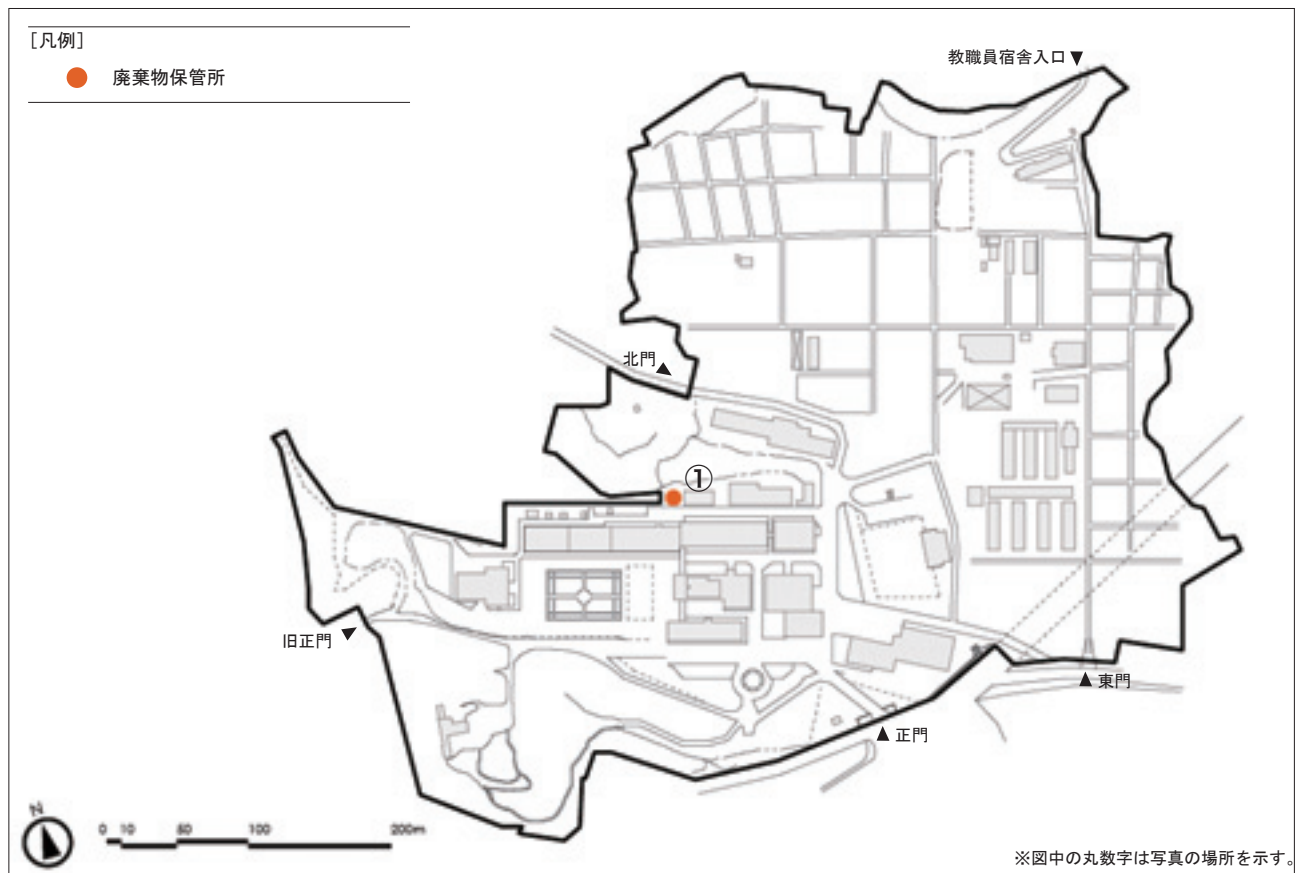 [凡例]
廃棄物保管所
教職員宿舎入口▼
北門
①
旧正門
東門
正門
N
0 10 50 100 200m
※図中の丸数字は写真の場所を示す。